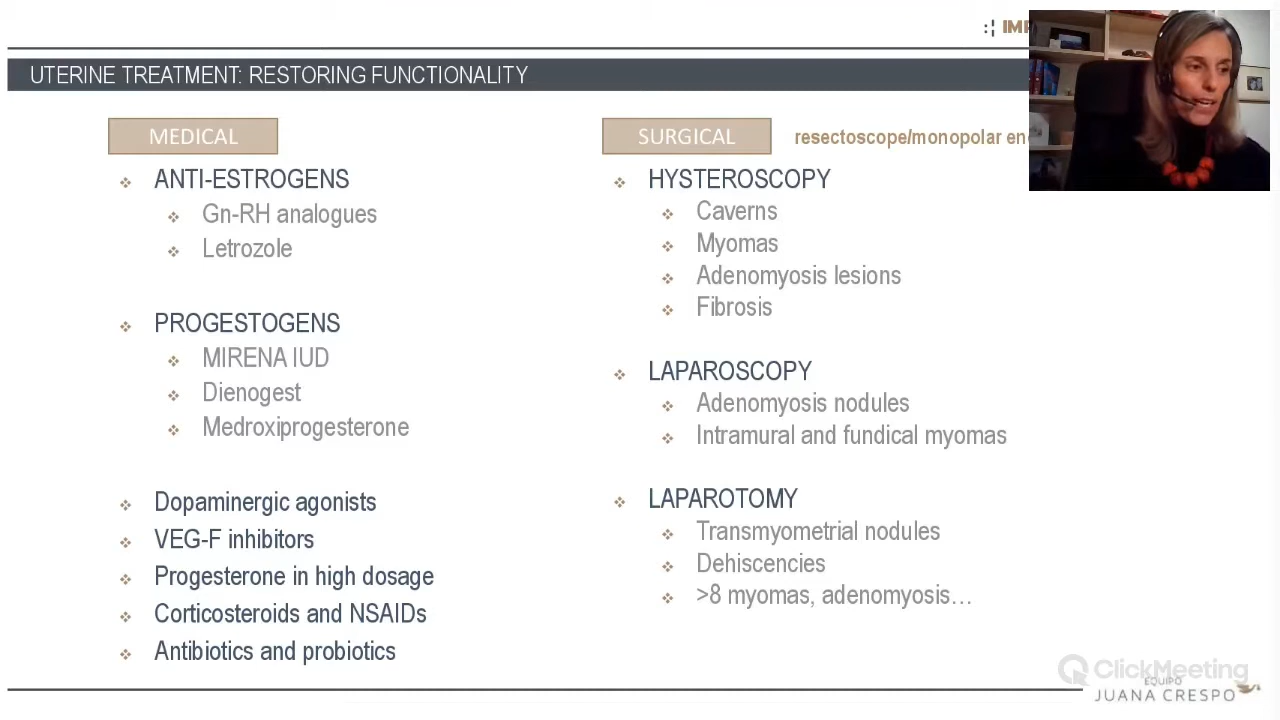 :¦ IMP
UTERINE TREATMENT: RESTORING FUNCTIONALITY
MEDICAL
ANTI-ESTROGENS
Gn-RH analogues
Letrozole
PROGESTOGENS
MIRENA IUD
Dienogest
Medroxiprogesterone
Dopaminergic agonists
VEG-F inhibitors
Progesterone in high dosage
Corticosteroids and NSAIDs
Antibiotics and probiotics
SURGICAL
resectoscope/monopolar en
HYSTEROSCOPY
Caverns
Myomas
Adenomyosis lesions
Fibrosis
LAPAROSCOPY
Adenomyosis nodules
Intramural and fundical myomas
LAPAROTOMY
Transmyometrial nodules
Dehiscencies
>8 myomas, adenomyosis…
ClickMeeting
EQUIPO
JUANA CRESPO